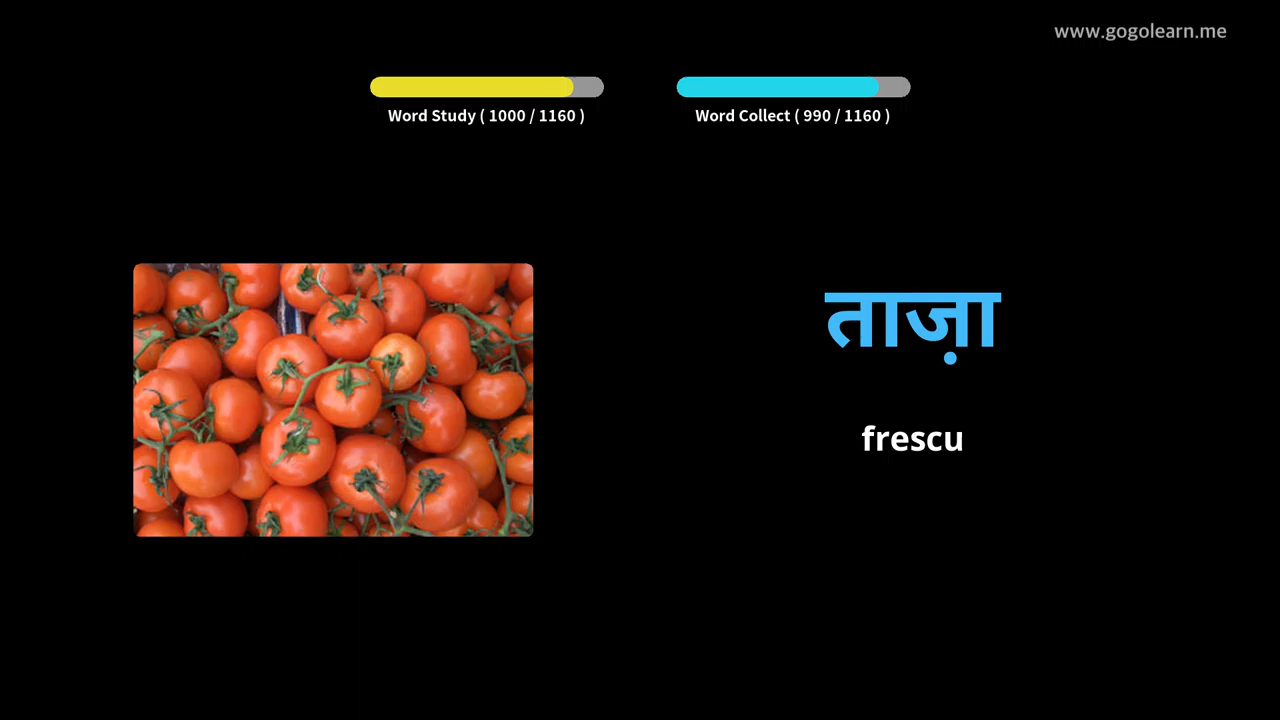 www.gogolearn.me
Word Study ( 1000 / 1160 )
Word Collect ( 990 / 1160 )
ताज़ा
frescu